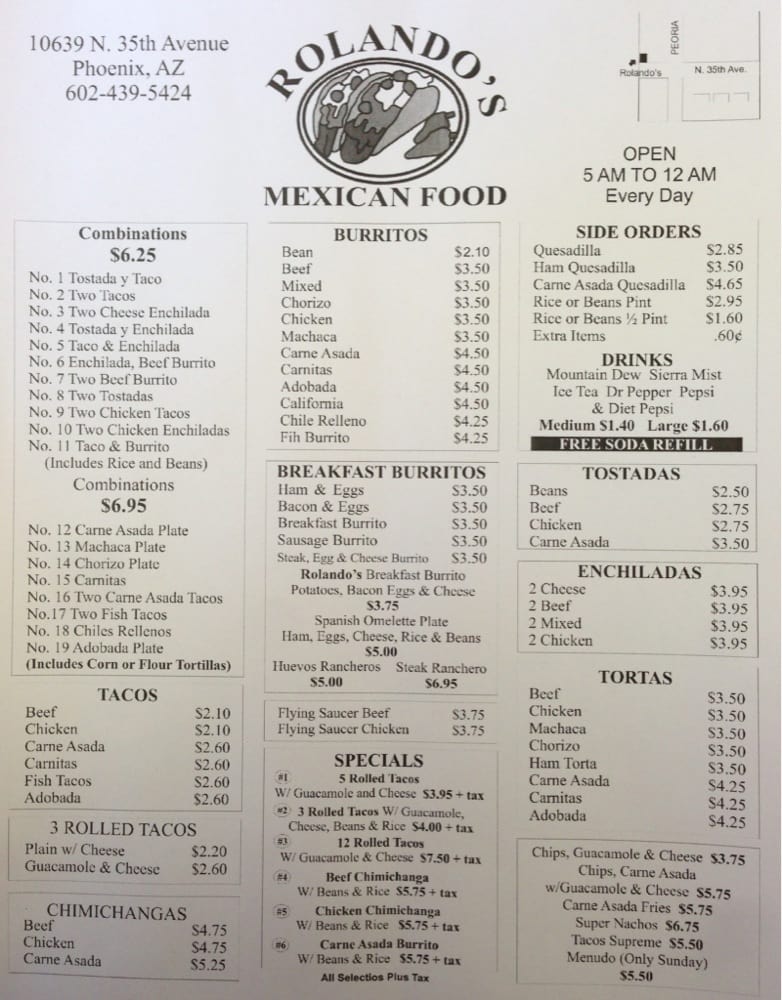 10639 N. 35th Avenue
Phoenix, AZ
602-439-5424
ROLANDO'S
MEXICAN FOOD
PEORIA
Rolando's
N. 35th Ave.
OPEN
5 AM TO 12 AM
Every Day
Combinations
$6.25
No. 1 Tostada y Taco
No. 2 Two Tacos
No. 3 Two Cheese Enchilada
No. 4 Tostada y Enchilada
No. 5 Taco & Enchilada
No. 6 Enchilada, Beef Burrito
No. 7 Two Beef Burrito
No. 8 Two Tostadas
No. 9 Two Chicken Tacos
No. 10 Two Chicken Enchiladas
No. 11 Taco & Burrito
(Includes Rice and Beans)
Combinations
$6.95
No. 12 Carne Asada Plate
No. 13 Machaca Plate
No. 14 Chorizo Plate
No. 15 Carnitas
No. 16 Two Carne Asada Tacos
No.17 Two Fish Tacos
No. 18 Chiles Rellenos
No. 19 Adobada Plate
(Includes Corn or Flour Tortillas)
TACOS
Beef $2.10
Chicken $2.10
Carne Asada $2.60
Carnitas $2.60
Fish Tacos $2.60
Adobada $2.60
3 ROLLED TACOS
Plain w/ Cheese $2.20
Guacamole & Cheese $2.60
CHIMICHANGAS
Beef $4.75
Chicken $4.75
Carne Asada $5.25
BURRITOS
Bean $2.10
Beef $3.50
Mixed $3.50
Chorizo $3.50
Chicken $3.50
Machaca $3.50
Carne Asada $4.50
Carnitas $4.50
Adobada $4.50
California $4.50
Chile Relleno $4.25
Fih Burrito $4.25
BREAKFAST BURRITOS
Ham & Eggs $3.50
Bacon & Eggs $3.50
Breakfast Burrito $3.50
Sausage Burrito $3.50
Steak, Egg & Cheese Burrito $3.50
Rolando's Breakfast Burrito
Potatoes, Bacon Eggs & Cheese
$3.75
Spanish Omelette Plate
Ham, Eggs, Cheese, Rice & Beans
$5.00
Huevos Rancheros Steak Ranchero
$5.00 $6.95
Flying Saucer Beef $3.75
Flying Saucer Chicken $3.75
SPECIALS
#1 5 Rolled Tacos
W/ Guacamole and Cheese $3.95 + tax
#2 3 Rolled Tacos W/ Guacamole,
Cheese, Beans & Rice $4.00 + tax
#3 12 Rolled Tacos
W/ Guacamole & Cheese $7.50 + tax
#4 Beef Chimichanga
W/ Beans & Rice $5.75 + tax
#5 Chicken Chimichanga
W/ Beans & Rice $5.75 + tax
#6 Carne Asada Burrito
W/ Beans & Rice $5.75 + tax
All Selectios Plus Tax
SIDE ORDERS
Quesadilla $2.85
Ham Quesadilla $3.50
Carne Asada Quesadilla $4.65
Rice or Beans Pint $2.95
Rice or Beans ½ Pint $1.60
Extra Items .60¢
DRINKS
Mountain Dew Sierra Mist
Ice Tea Dr Pepper Pepsi
& Diet Pepsi
Medium $1.40 Large $1.60
FREE SODA REFILL
TOSTADAS
Beans $2.50
Beef $2.75
Chicken $2.75
Carne Asada $3.50
ENCHILADAS
2 Cheese $3.95
2 Beef $3.95
2 Mixed $3.95
2 Chicken $3.95
TORTAS
Beef $3.50
Chicken $3.50
Machaca $3.50
Chorizo $3.50
Ham Torta $3.50
Carne Asada $4.25
Carnitas $4.25
Adobada $4.25
Chips, Guacamole & Cheese $3.75
Chips, Carne Asada
w/Guacamole & Cheese $5.75
Carne Asada Fries $5.75
Super Nachos $6.75
Tacos Supreme $5.50
Menudo (Only Sunday)
$5.50